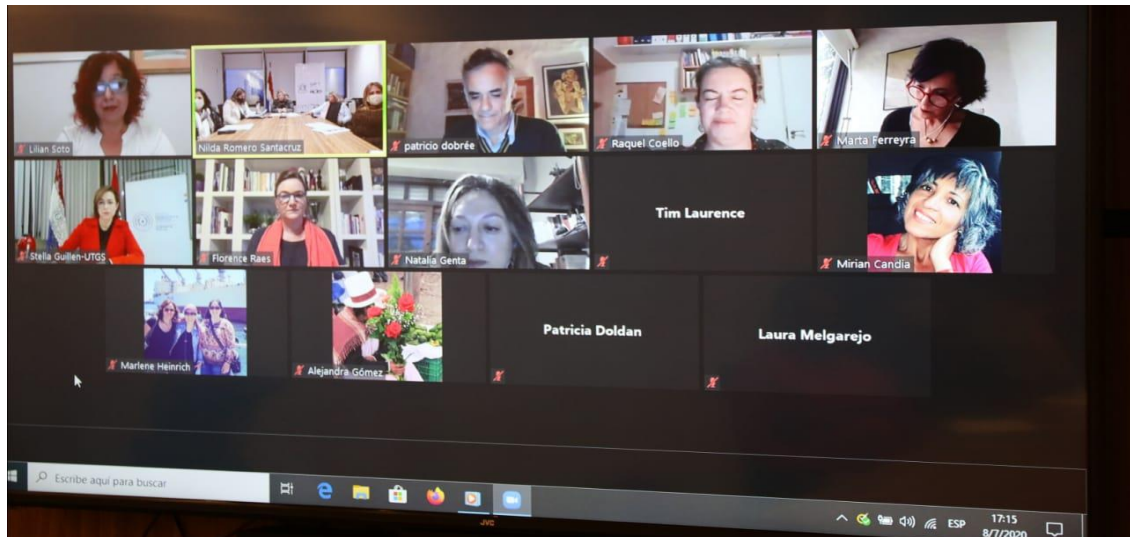 Lilian Soto
Nilda Romero Santacruz
patricio dobrée
Raquel Coello
Marta Ferreyra
Stella Guillen-UTGS
Florence Raes
Natalia Genta
Tim Laurence
Mirian Candia
Marlene Heinrich
Alejandra Gómez
Patricia Doldan
Laura Melgarejo
Escribe aquí para buscar
ESP
17:15
8/7/2020
JVC